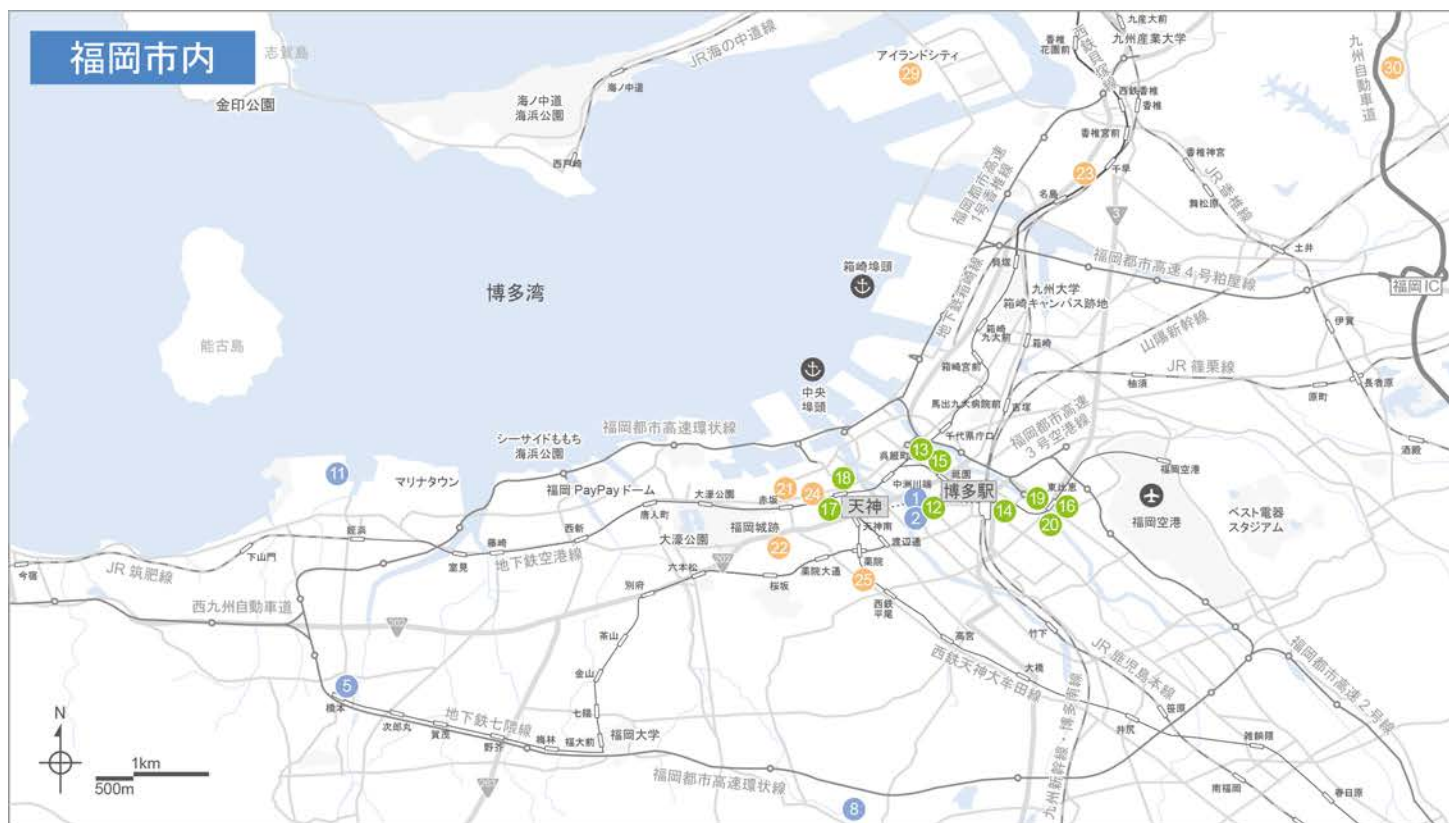 福岡市内
志賀島
金印公園
JR海の中道線
海ノ中道
海浜公園
海ノ中道
西戸崎
アイランドシティ
29
香椎
花園前
西鉄貝塚線
九産大前
九州産業大学
九州自動車道
30
西鉄香椎
香椎
香椎宮前
香椎神宮
JR香椎線
舞松原
土井
23
千早
名島
3
福岡都市高速
1号香椎線
福岡都市高速4号粕屋線
福岡IC
貝塚
九州大学
箱崎キャンパス跡地
地下鉄箱崎線
箱崎埠頭
博多湾
能古島
中央
埠頭
箱崎
九大前
箱崎
箱崎宮前
山陽新幹線
伊賀
JR篠栗線
柚須
原町
長者原
酒殿
馬出九大病院前
吉塚
千代県庁口
福岡都市高速
3号空港線
福岡空港
福岡空港
ベスト電器
スタジアム
シーサイドももち
海浜公園
福岡都市高速環状線
11
マリナタウン
福岡PayPayドーム
大濠公園
赤坂
21
24
18
17
天神
呉服町
13
15
祇園
中洲川端
1
2
12
博多駅
14
19
東比恵
16
20
天神南
渡辺通
唐人町
西新
藤崎
室見
姪浜
下山門
今宿
JR筑肥線
地下鉄空港線
大濠公園
福岡城跡
22
202
六本松
桜坂
薬院大通
薬院
25
西鉄
平尾
別府
茶山
金山
七隈
福大前
福岡大学
西九州自動車道
202
5
橋本
次郎丸
賀茂
野芥
梅林
地下鉄七隈線
263
福岡都市高速環状線
8
高宮
大橋
西鉄天神大牟田線
竹下
JR鹿児島本線
笹原
井尻
雑餉隈
南福岡
春日原
九州新幹線・博多南線
福岡都市高速2号線
N
1km
500m